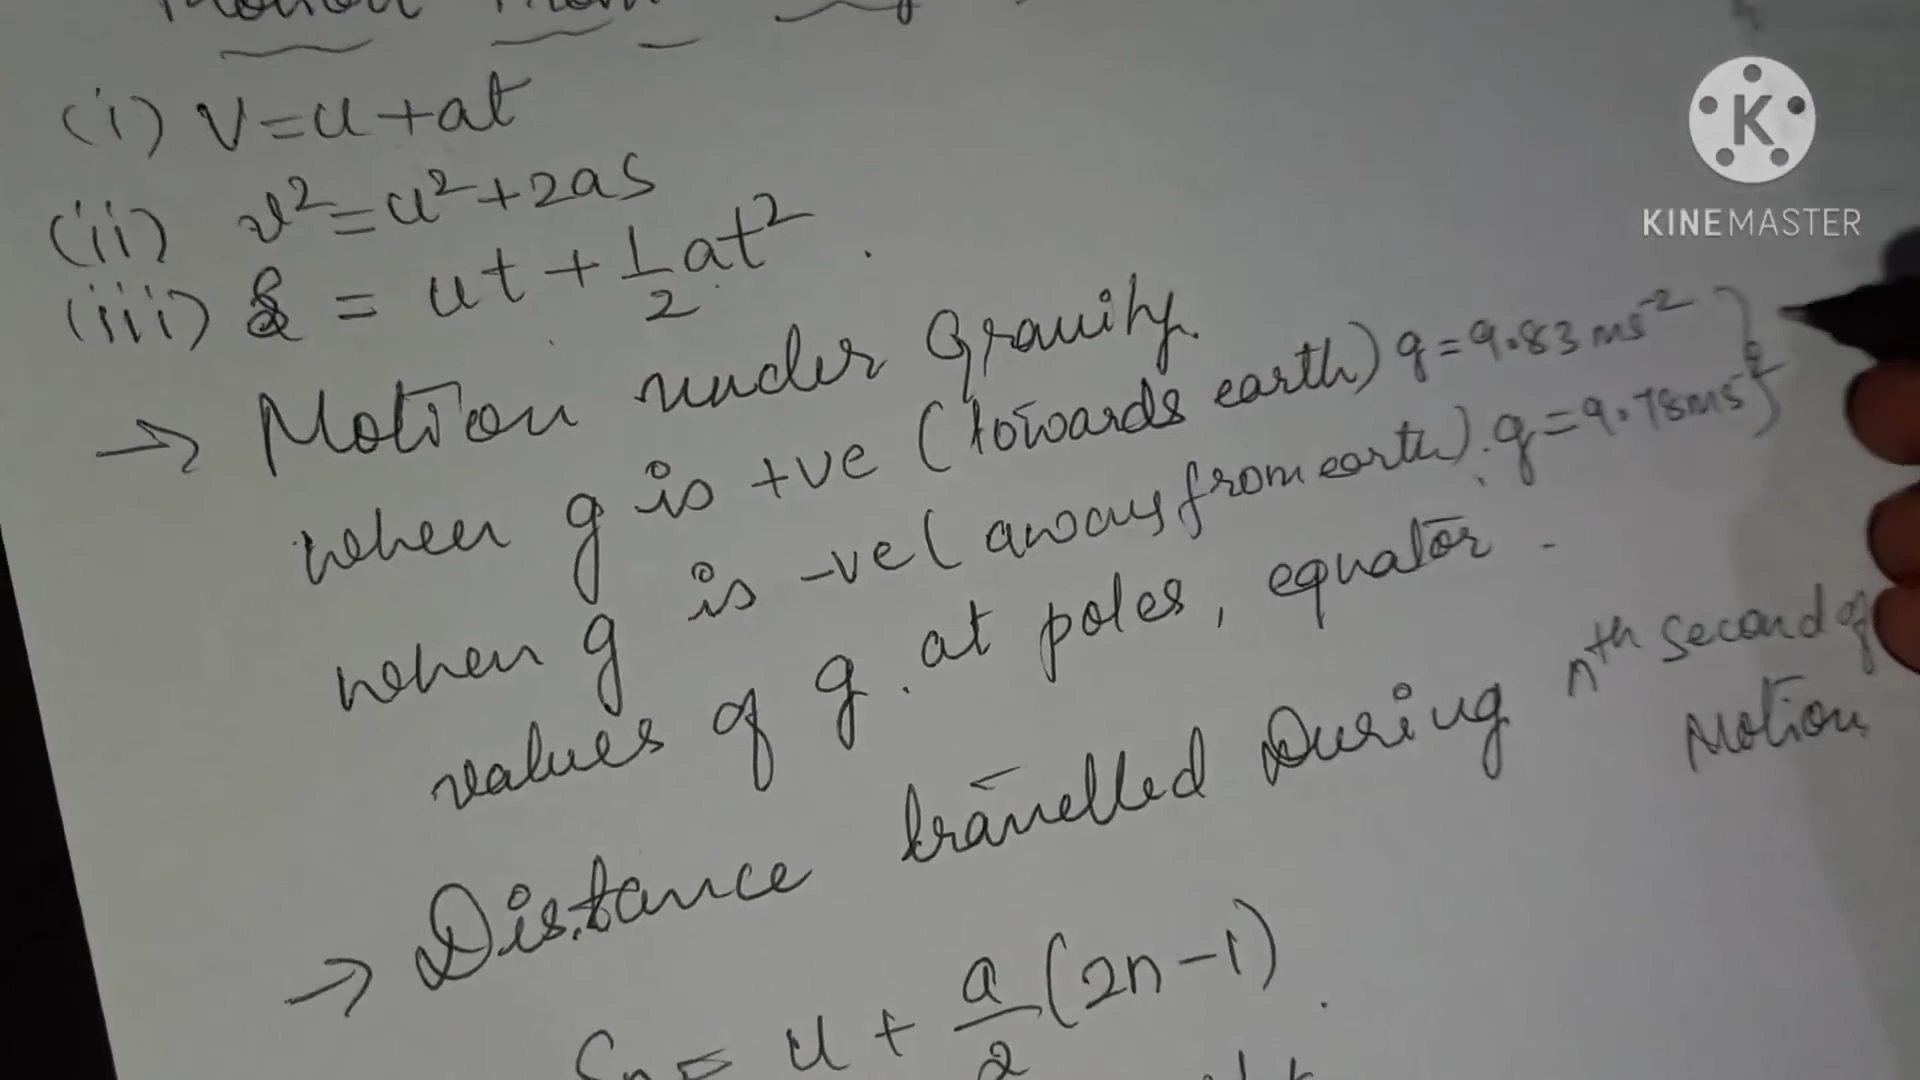 (i) V=u+at
(ii) v²=u²+2as
(iii) S = ut + 1/2 at².
→ Motion under gravity
when g is +ve (towards earth) g=9.83 ms⁻²
when g is -ve (away from earth). g=9.78ms⁻²
values of g at poles, equator.
→ Distance travelled During nth second of
Motion
Sn = u + a/2 (2n-1).
K
KINEMASTER